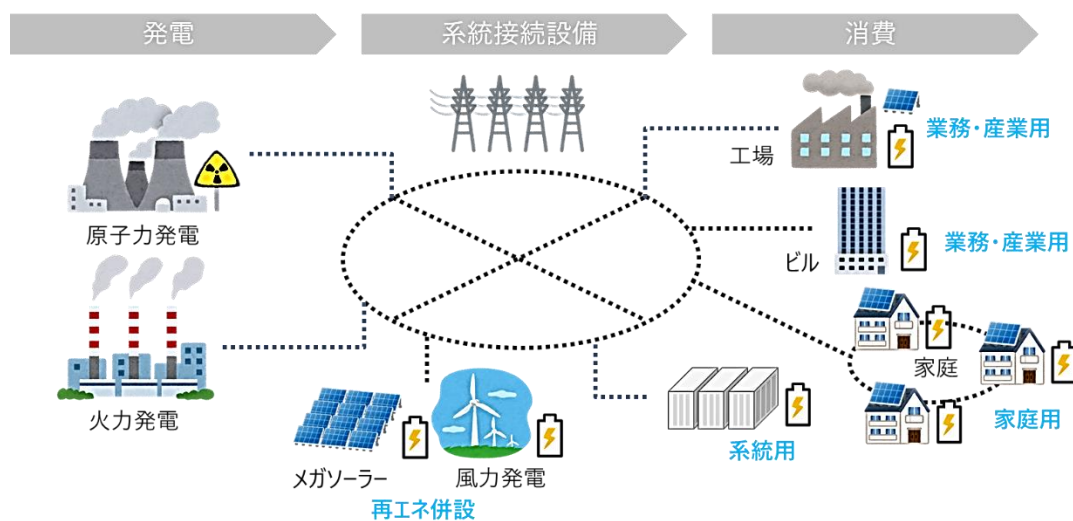 発電
系統接続設備
消費
原子力発電
火力発電
メガソーラー
風力発電
再エネ併設
系統用
工場
業務・産業用
ビル
業務・産業用
家庭
家庭用